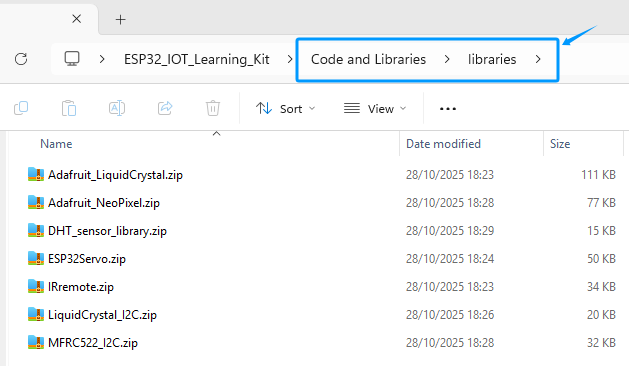 ESP32_IOT_Learning_Kit Code and Libraries libraries
Sort View
Name Date modified Size
Adafruit_LiquidCrystal.zip 28/10/2025 18:23 111 KB
Adafruit_NeoPixel.zip 28/10/2025 18:28 77 KB
DHT_sensor_library.zip 28/10/2025 18:29 15 KB
ESP32Servo.zip 28/10/2025 18:24 50 KB
IRremote.zip 28/10/2025 18:23 34 KB
LiquidCrystal_I2C.zip 28/10/2025 18:26 20 KB
MFRC522_I2C.zip 28/10/2025 18:28 32 KB